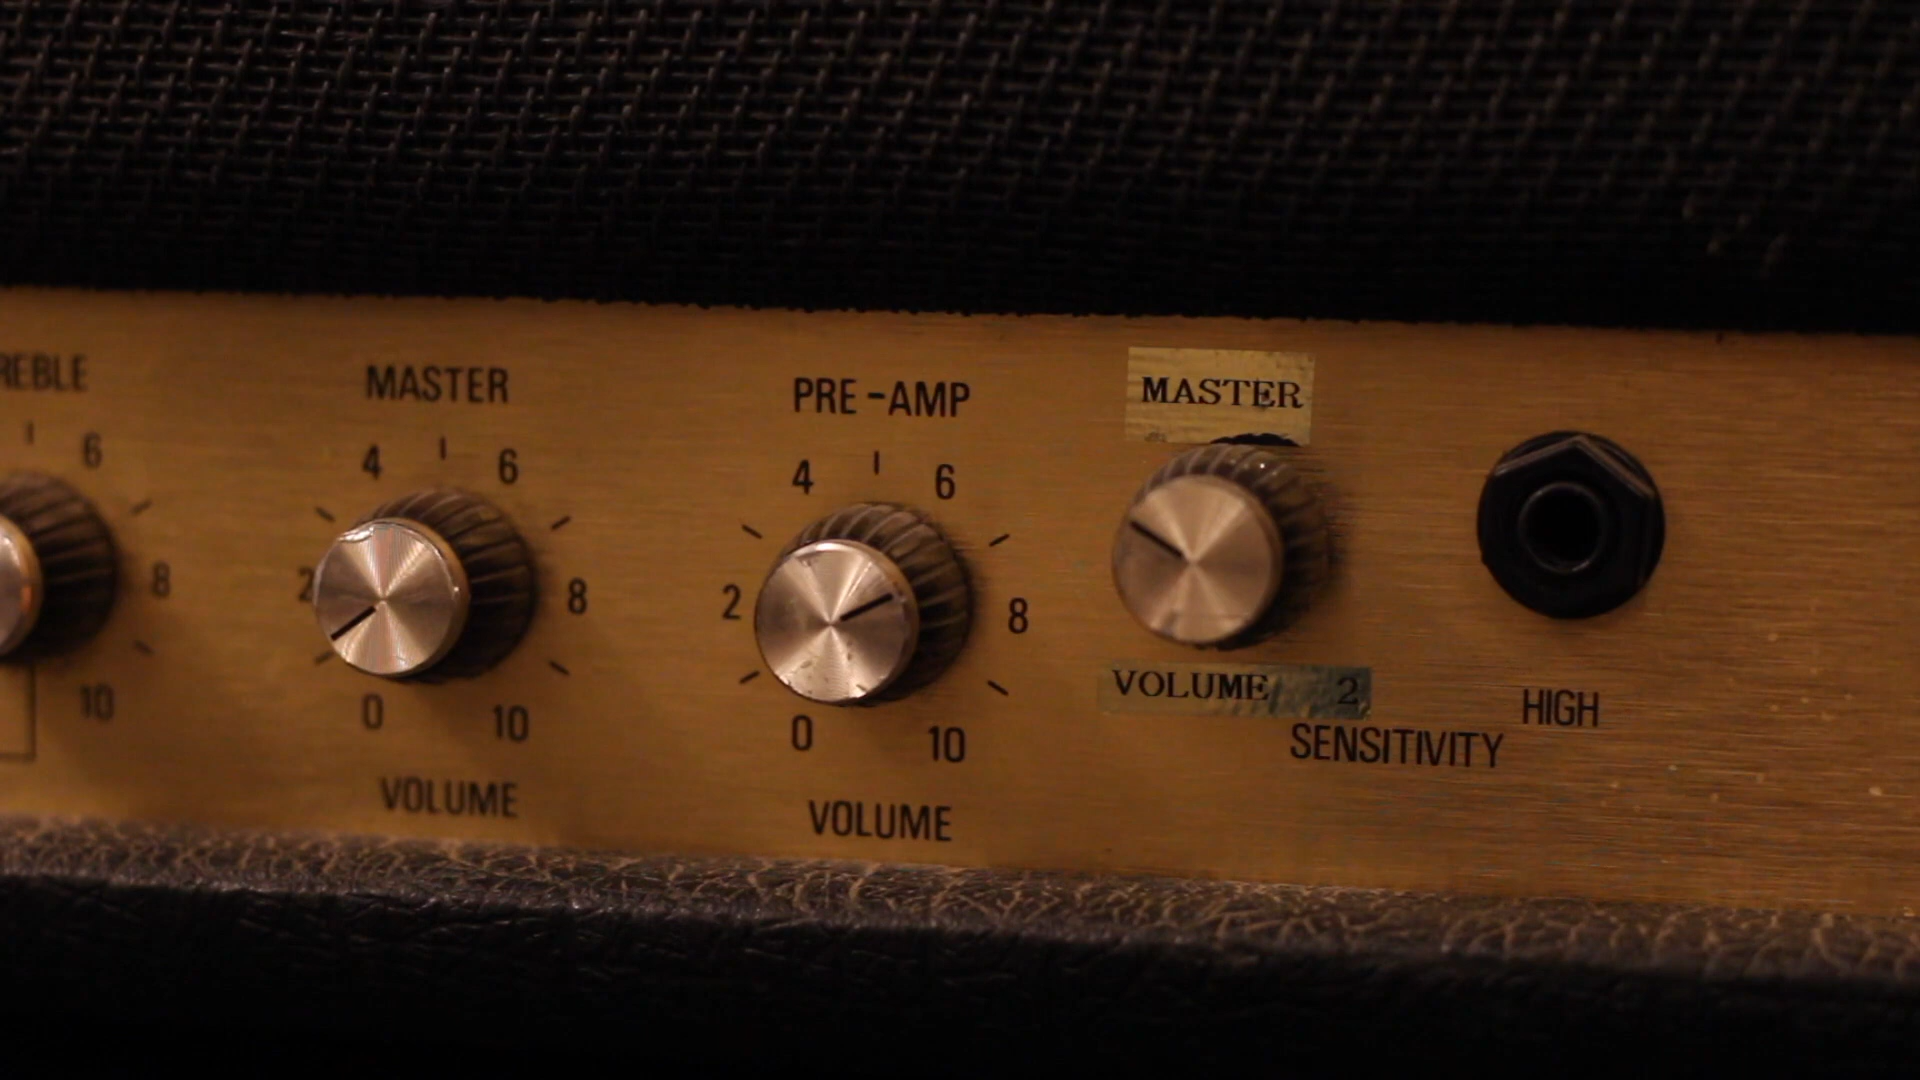 REBLE
6
8
10
MASTER
4 6
2 8
0 10
VOLUME
PRE-AMP
4 6
2 8
0 10
VOLUME
MASTER
VOLUME 2
SENSITIVITY
HIGH